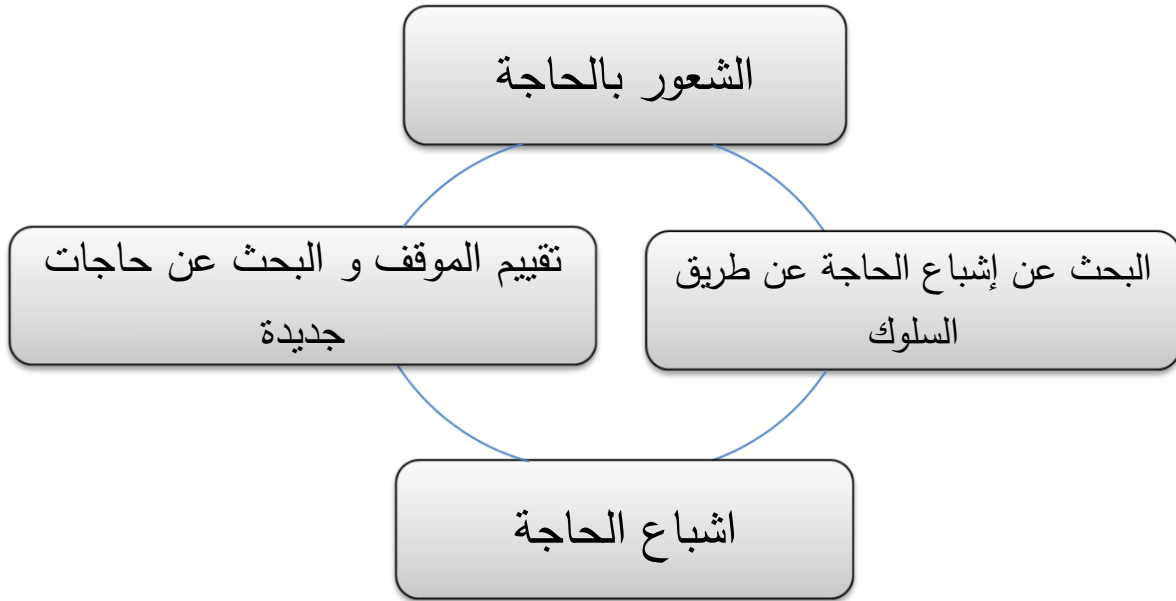 الشعور بالحاجة
البحث عن إشباع الحاجة عن طريق
السلوك
اشباع الحاجة
تقييم الموقف و البحث عن حاجات
جديدة